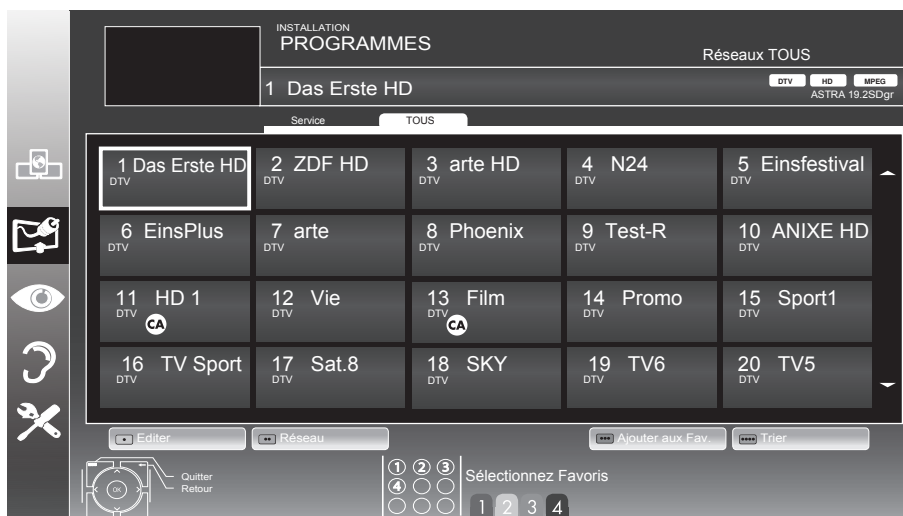 INSTALLATION
PROGRAMMES
Réseaux TOUS
1 Das Erste HD
DTV HD MPEG
ASTRA 19.2SDgr
Service TOUS
1 Das Erste HD 2 ZDF HD 3 arte HD 4 N24 5 Einsfestival
DTV DTV DTV DTV DTV
6 EinsPlus 7 arte 8 Phoenix 9 Test-R 10 ANIXE HD
DTV DTV DTV DTV DTV
11 HD 1 12 Vie 13 Film 14 Promo 15 Sport1
DTV DTV DTV DTV DTV
CA CA
16 TV Sport 17 Sat.8 18 SKY 19 TV6 20 TV5
DTV DTV DTV DTV DTV
Editer Réseau Ajouter aux Fav. Trier
Quitter
Retour
OK
1 2 3
4
Sélectionnez Favoris
1 2 3 4